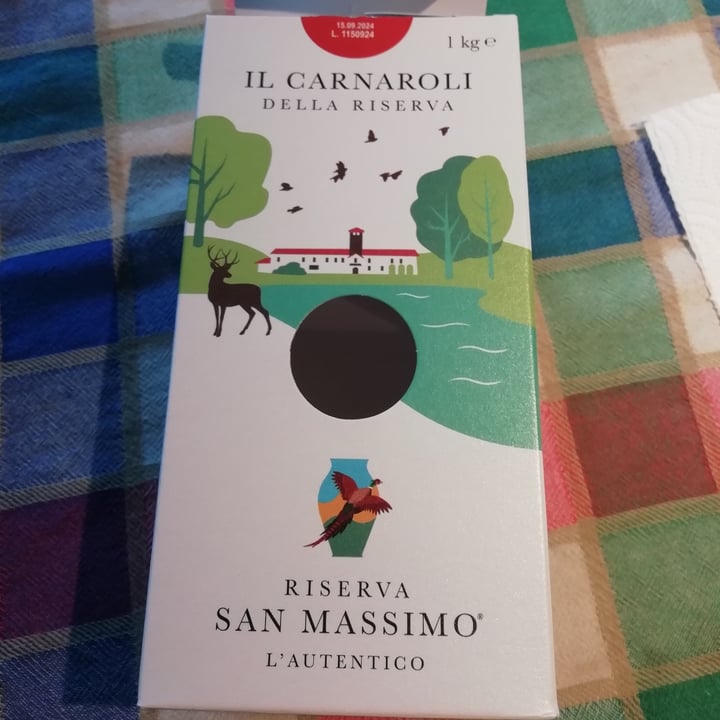 15.09.2024
L. 1150924
1 kg ℮
IL CARNAROLI
DELLA RISERVA
RISERVA
SAN MASSIMO®
L'AUTENTICO